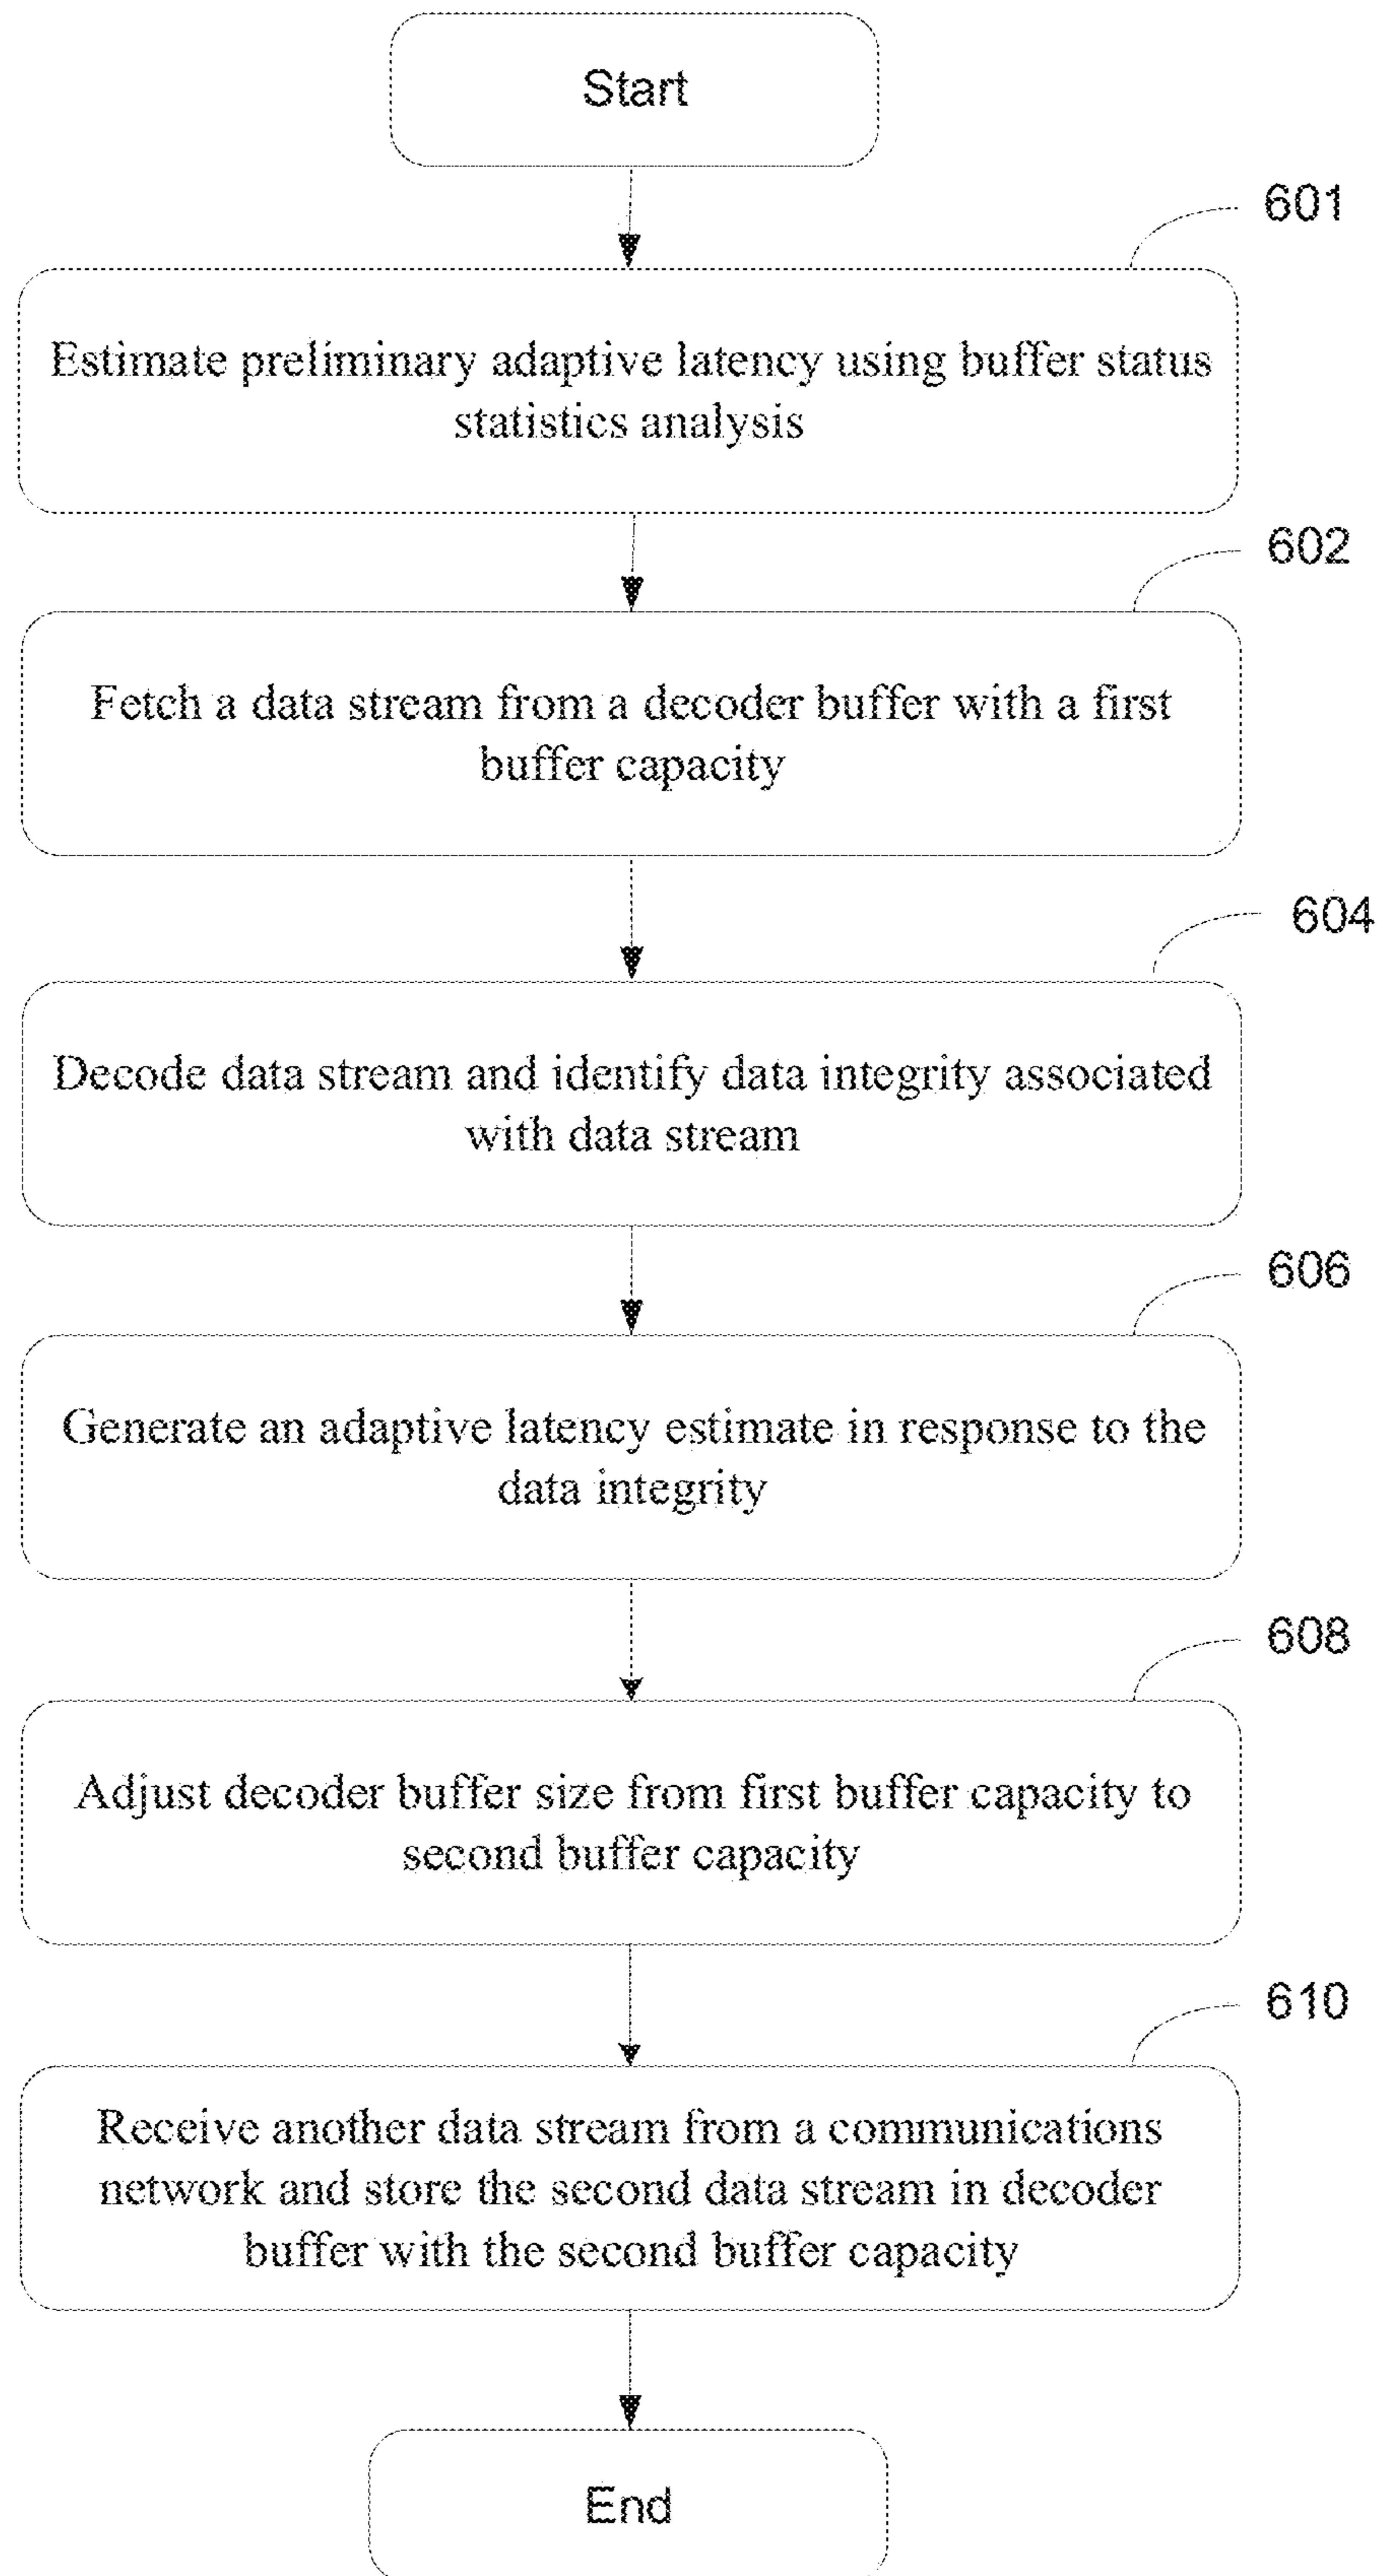 Start
601
Estimate preliminary adaptive latency using buffer status
statistics analysis
602
Fetch a data stream from a decoder buffer with a first
buffer capacity
604
Decode data stream and identify data integrity associated
with data stream
606
Generate an adaptive latency estimate in response to the
data integrity
608
Adjust decoder buffer size from first buffer capacity to
second buffer capacity
610
Receive another data stream from a communications
network and store the second data stream in decoder
buffer with the second buffer capacity
End